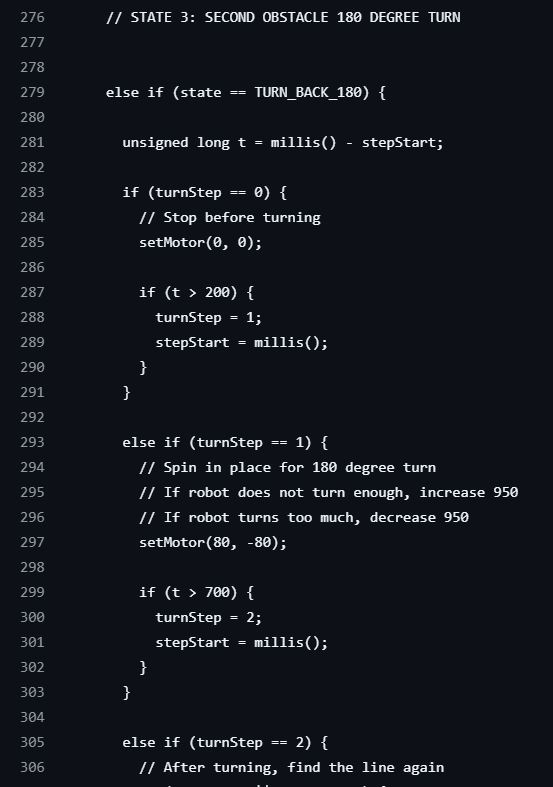 276 // STATE 3: SECOND OBSTACLE 180 DEGREE TURN
277
278
279 else if (state == TURN_BACK_180) {
280
281 unsigned long t = millis() - stepStart;
282
283 if (turnStep == 0) {
284 // Stop before turning
285 setMotor(0, 0);
286
287 if (t > 200) {
288 turnStep = 1;
289 stepStart = millis();
290 }
291 }
292
293 else if (turnStep == 1) {
294 // Spin in place for 180 degree turn
295 // If robot does not turn enough, increase 950
296 // If robot turns too much, decrease 950
297 setMotor(80, -80);
298
299 if (t > 700) {
300 turnStep = 2;
301 stepStart = millis();
302 }
303 }
304
305 else if (turnStep == 2) {
306 // After turning, find the line again